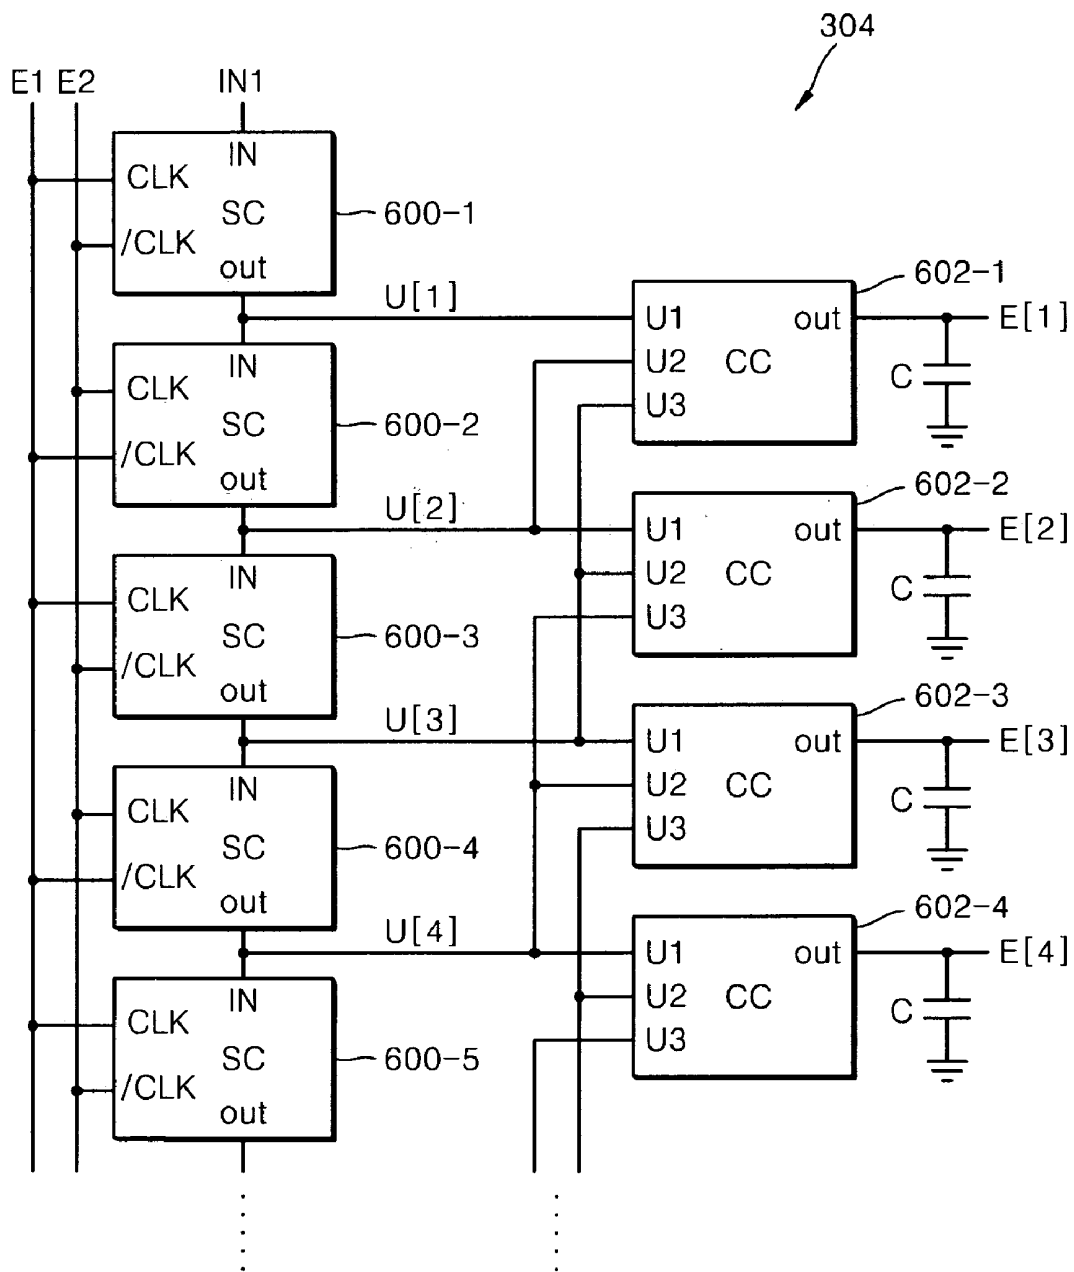 304
E1 E2 IN1
IN
CLK
SC
/CLK
out
600-1
U[1]
602-1
U1 out
U2 CC
U3
E[1]
C
IN
CLK
SC
/CLK
out
600-2
U[2]
602-2
U1 out
U2 CC
U3
E[2]
C
IN
CLK
SC
/CLK
out
600-3
U[3]
602-3
U1 out
U2 CC
U3
E[3]
C
IN
CLK
SC
/CLK
out
600-4
U[4]
602-4
U1 out
U2 CC
U3
E[4]
C
IN
CLK
SC
/CLK
out
600-5